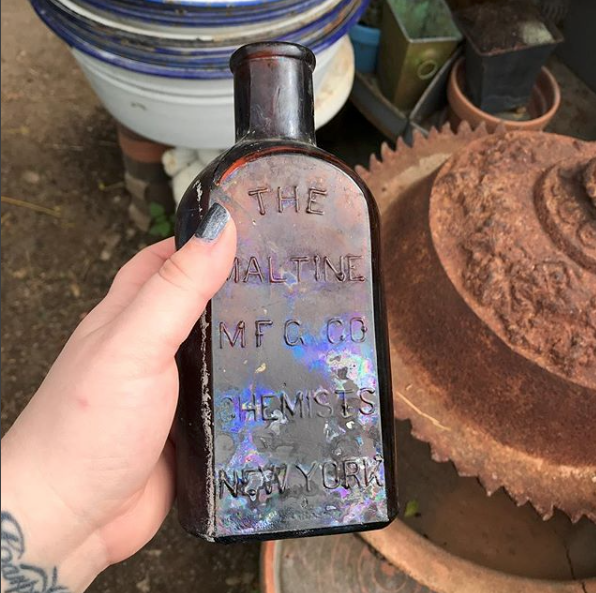 THE
MALTINE
MFG CO
CHEMISTS
NEW YORK